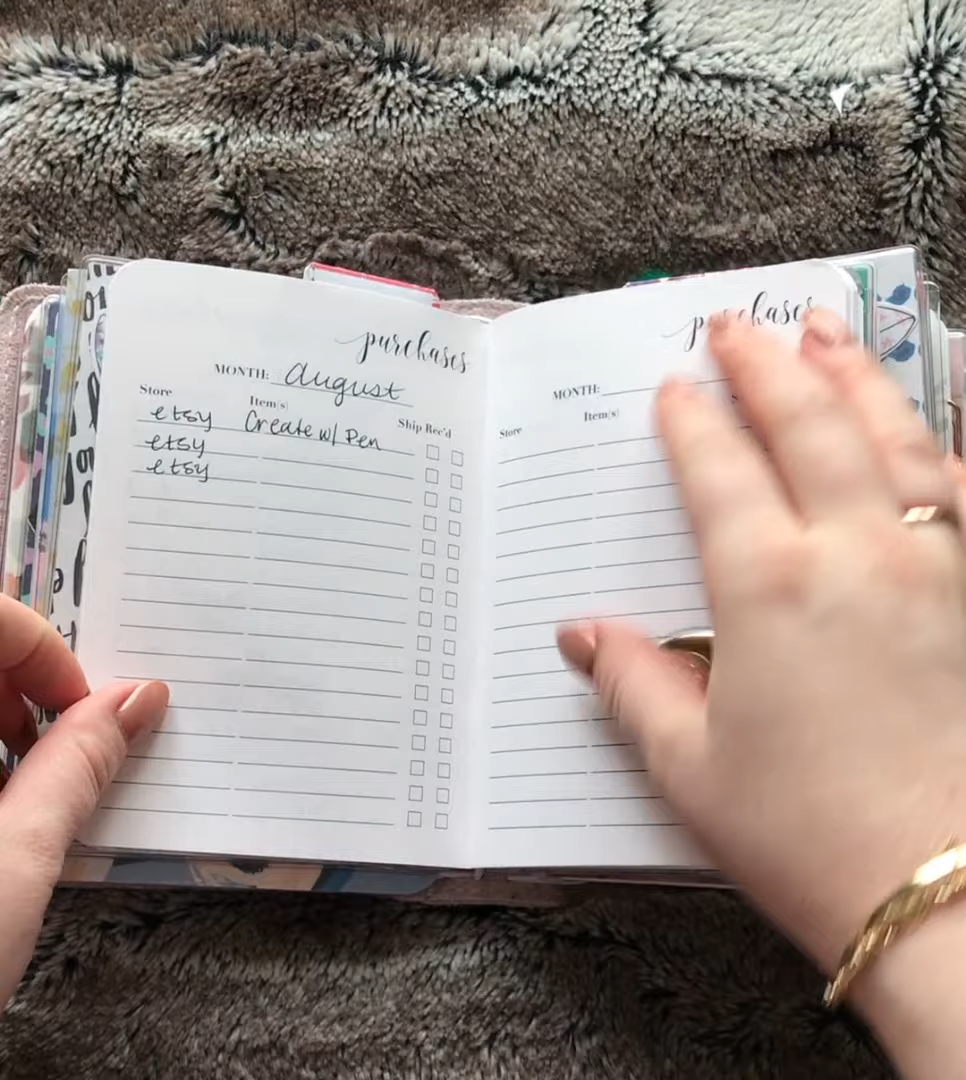 purchases
MONTH: august
Store Item(s) Ship Rec'd
etsy Create w/ Pen
etsy
etsy
purchases
MONTH:
Store Item(s)